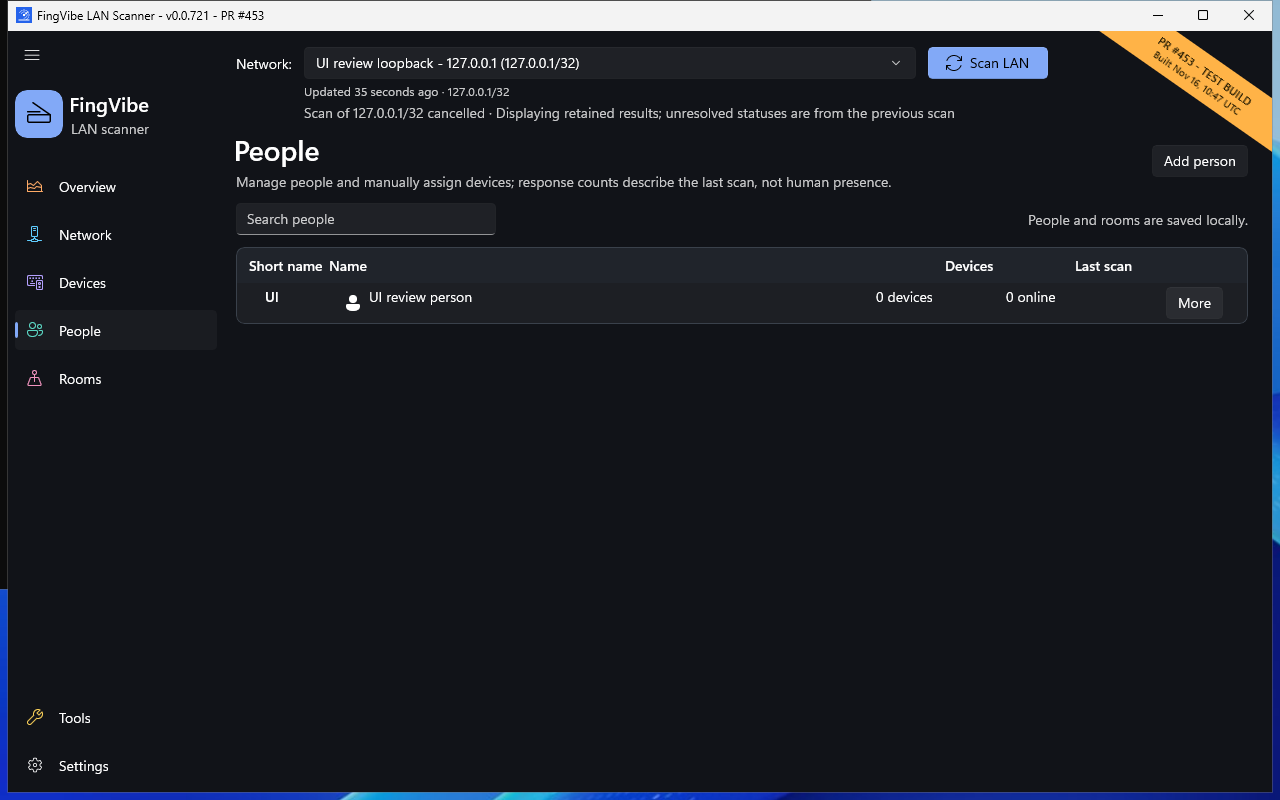 FingVibe LAN Scanner - v0.0.721 - PR #453
Network:
UI review loopback - 127.0.0.1 (127.0.0.1/32)
Scan LAN
PR #453 - TEST BUILD
Built Nov 16, 10:47 UTC
Updated 35 seconds ago · 127.0.0.1/32
Scan of 127.0.0.1/32 cancelled · Displaying retained results; unresolved statuses are from the previous scan
FingVibe
LAN scanner
Overview
Network
Devices
People
Rooms
Tools
Settings
People
Add person
Manage people and manually assign devices; response counts describe the last scan, not human presence.
Search people
People and rooms are saved locally.
Short name Name Devices Last scan
UI UI review person 0 devices 0 online More